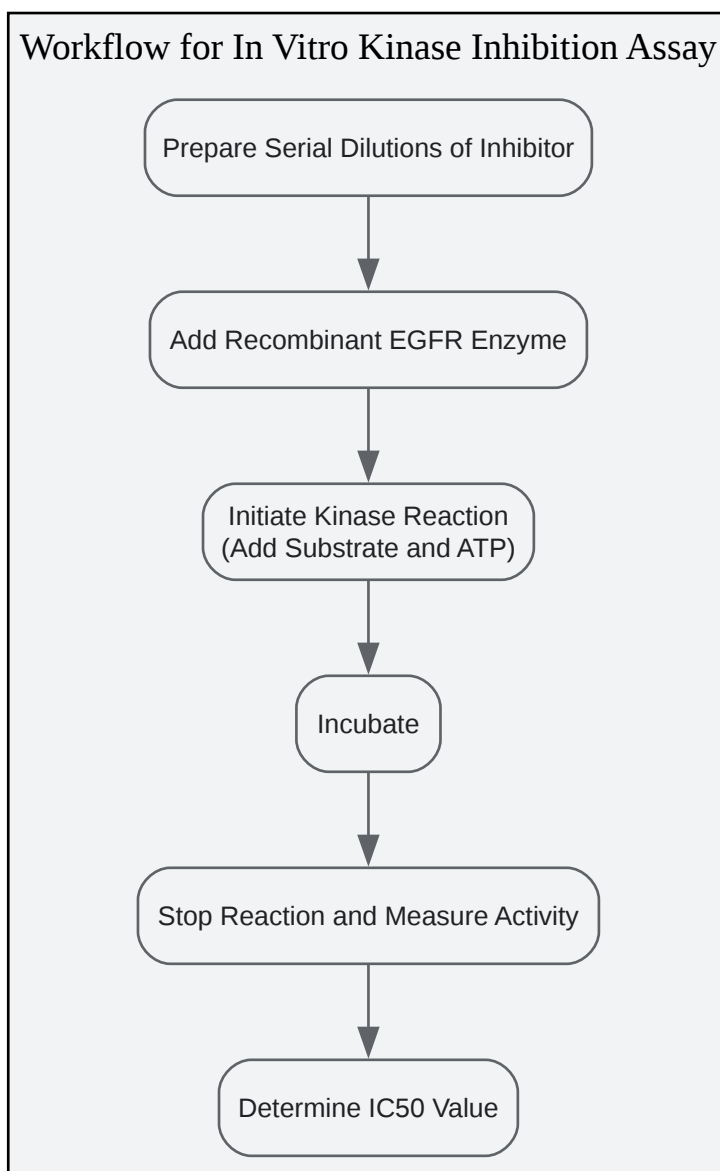 Workflow for In Vitro Kinase Inhibition Assay
Prepare Serial Dilutions of Inhibitor
Add Recombinant EGFR Enzyme
Initiate Kinase Reaction
(Add Substrate and ATP)
Incubate
Stop Reaction and Measure Activity
Determine IC50 Value